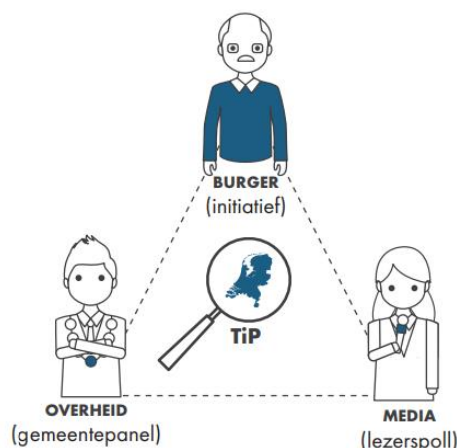 BURGER
(initiatief)
TiP
OVERHEID
(gemeentepanel)
MEDIA
(lezerspoll)